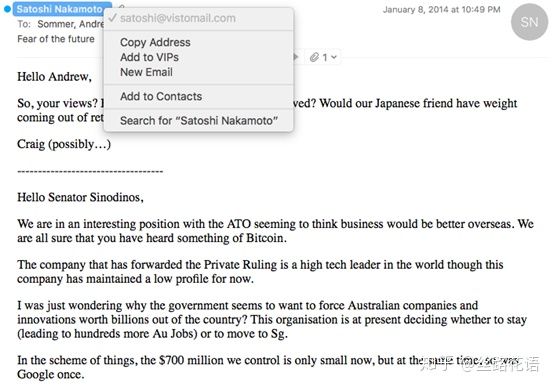 Satoshi Nakamoto
January 8, 2014 at 10:49 PM
SN
✓ satoshi@vistomail.com
To: Sommer, Andre
Fear of the future
Copy Address
Add to VIPs
New Email
Add to Contacts
Search for “Satoshi Nakamoto”
1
Hello Andrew,
So, your views? ved? Would our Japanese friend have weight
coming out of
Craig (possibly…)
----------------------------------
Hello Senator Sinodinos,
We are in an interesting position with the ATO seeming to think business would be better overseas. We
are all sure that you have heard something of Bitcoin.
The company that has forwarded the Private Ruling is a high tech leader in the world though this
company has maintained a low profile for now.
I was just wondering why the government seems to want to force Australian companies and
innovations worth billions out of the country? This organisation is at present deciding whether to stay
(leading to hundreds more Au Jobs) or to move to Sg.
In the scheme of things, the $700 million we control is only small now, but at the same time, so was
Google once.
知乎 @丝路花语